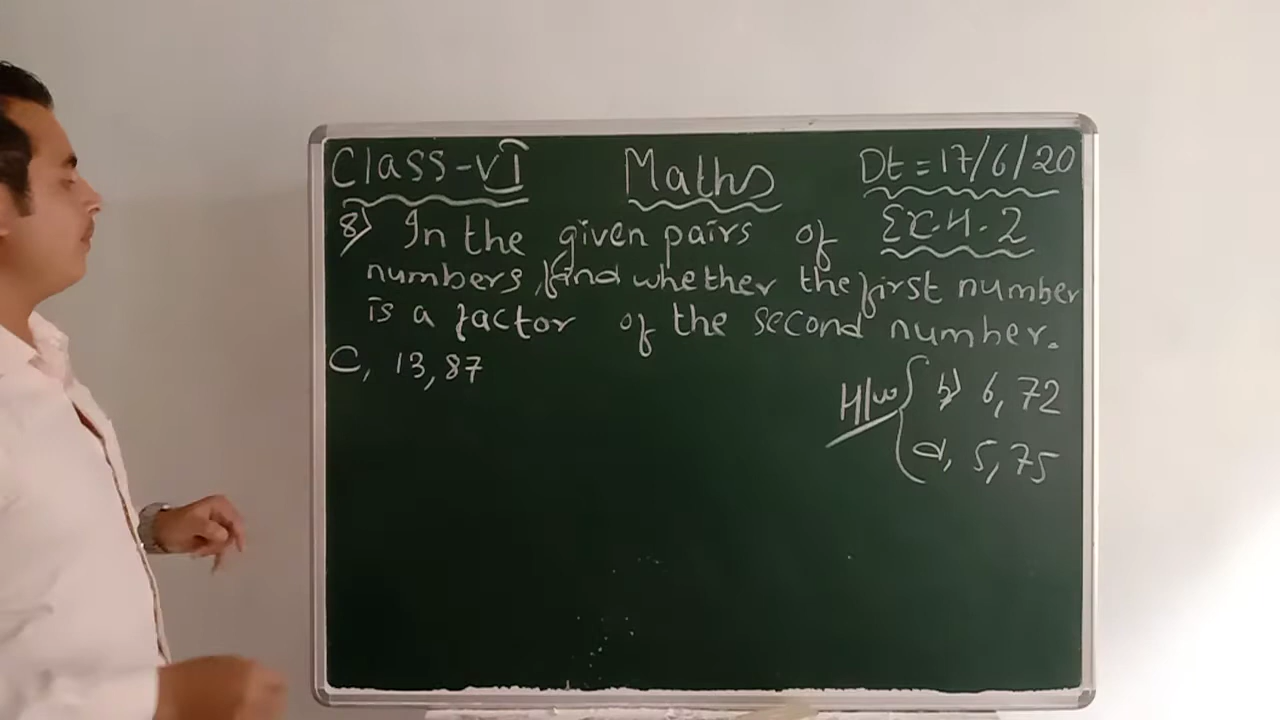 Class-VI Maths Dt = 17/6/20
8) In the given pairs of Ex.4.2
numbers, find whether the first number
is a factor of the second number.
C, 13, 87
H/w b) 6, 72
d, 5, 75